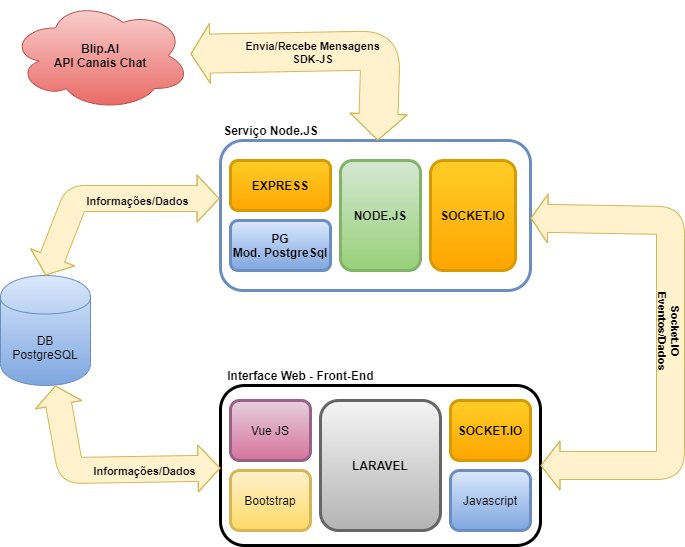 Blip.AI
API Canais Chat
Envia/Recebe Mensagens
SDK-JS
Serviço Node.JS
EXPRESS
NODE.JS
SOCKET.IO
PG
Mod. PostgreSql
Informações/Dados
Socket.IO
Eventos/Dados
DB
PostgreSQL
Interface Web - Front-End
Vue JS
LARAVEL
SOCKET.IO
Bootstrap
Javascript
Informações/Dados